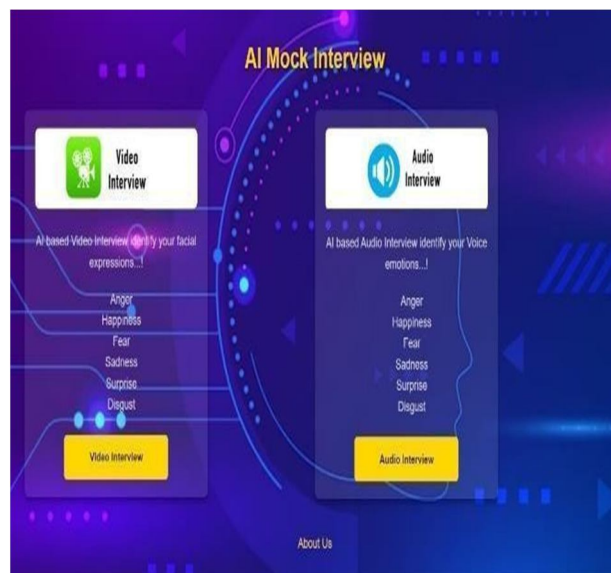 AI Mock Interview
Video
Interview
AI based Video Interview identify your facial
expressions...!
Anger
Happiness
Fear
Sadness
Surprise
Disgust
Video Interview
Audio
Interview
AI based Audio Interview identify your Voice
emotions...!
Anger
Happiness
Fear
Sadness
Surprise
Disgust
Audio Interview
About Us